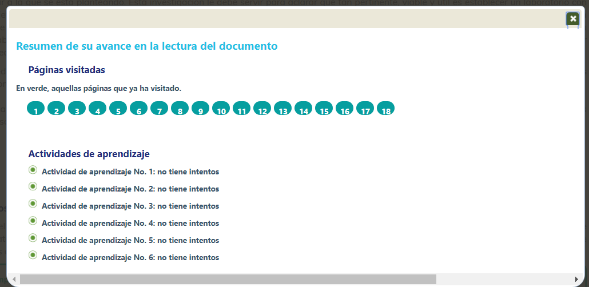 Resumen de su avance en la lectura del documento
Páginas visitadas
En verde, aquellas páginas que ya ha visitado.
1 2 3 4 5 6 7 8 9 10 11 12 13 14 15 16 17 18
Actividades de aprendizaje
Actividad de aprendizaje No. 1: no tiene intentos
Actividad de aprendizaje No. 2: no tiene intentos
Actividad de aprendizaje No. 3: no tiene intentos
Actividad de aprendizaje No. 4: no tiene intentos
Actividad de aprendizaje No. 5: no tiene intentos
Actividad de aprendizaje No. 6: no tiene intentos